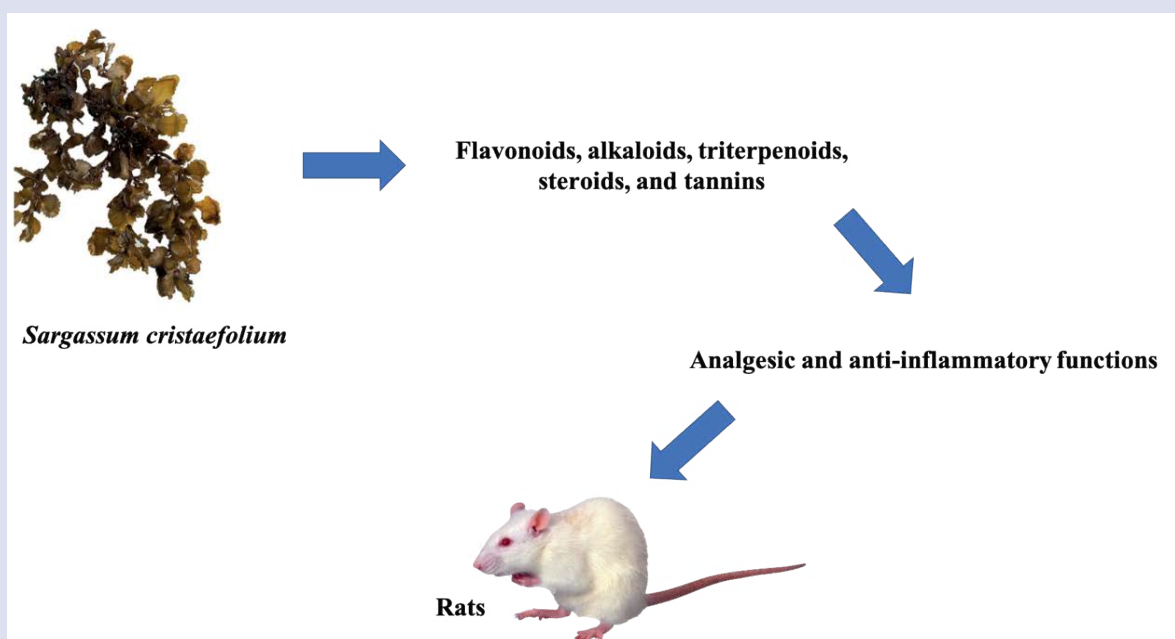 Flavonoids, alkaloids, triterpenoids,
steroids, and tannins
Sargassum cristaefolium
Analgesic and anti-inflammatory functions
Rats